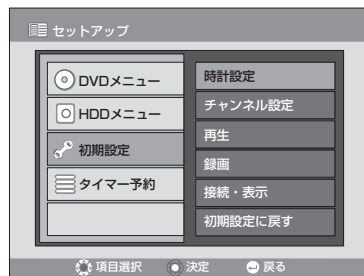 セットアップ
DVDメニュー
HDDメニュー
初期設定
タイマー予約
時計設定
チャンネル設定
再生
録画
接続・表示
初期設定に戻す
項目選択 決定 戻る